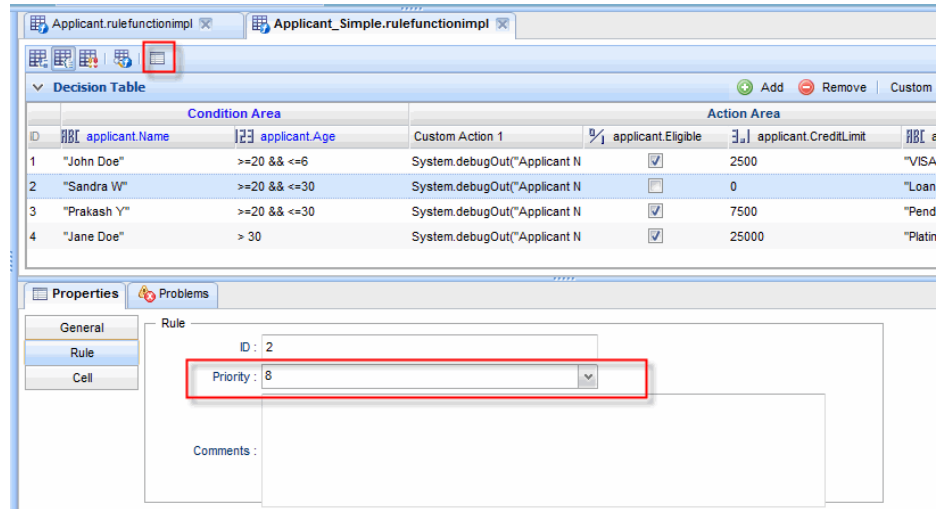 Applicant.rulefunctionimpl Applicant_Simple.rulefunctionimpl
Decision Table Add Remove Custom
Condition Area Action Area
ID applicant.Name applicant.Age Custom Action 1 applicant.Eligible applicant.CreditLimit a
1 "John Doe" >=20 && <=6 System.debugOut("Applicant N 2500 "VISA
2 "Sandra W" >=20 && <=30 System.debugOut("Applicant N 0 "Loan
3 "Prakash Y" >=20 && <=30 System.debugOut("Applicant N 7500 "Pend
4 "Jane Doe" > 30 System.debugOut("Applicant N 25000 "Platin
Properties Problems
General Rule
ID : 2
Rule
Priority : 8
Cell
Comments :